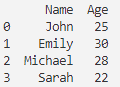 Name Age
0 John 25
1 Emily 30
2 Michael 28
3 Sarah 22